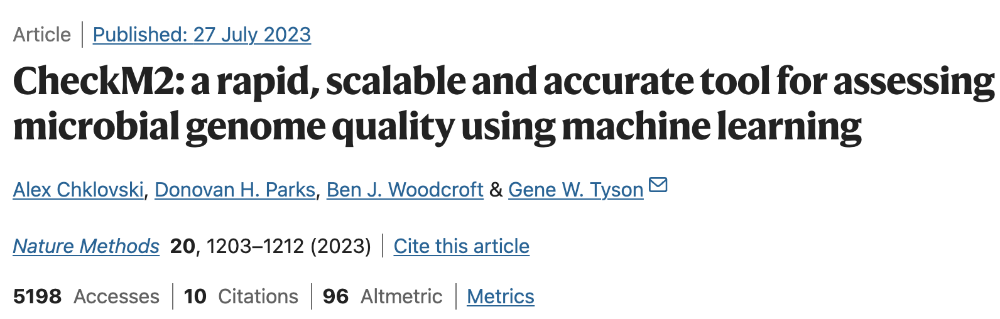 Article | Published: 27 July 2023
CheckM2: a rapid, scalable and accurate tool for assessing
microbial genome quality using machine learning
Alex Chklovski, Donovan H. Parks, Ben J. Woodcroft & Gene W. Tyson
Nature Methods 20, 1203–1212 (2023) | Cite this article
5198 Accesses | 10 Citations | 96 Altmetric | Metrics